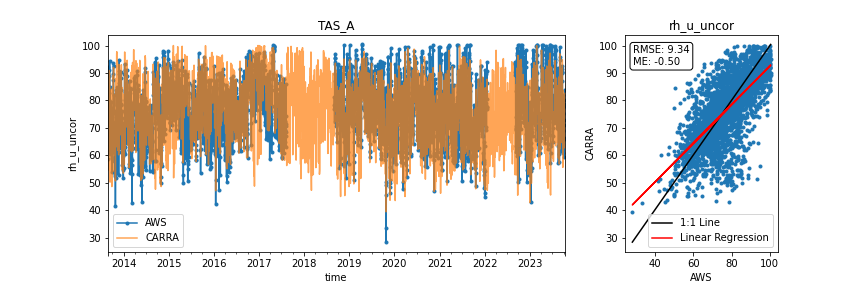 TAS_A
rh_u_uncor
100
90
80
70
60
50
40
30
rh_u_uncor
AWS
CARRA
2014 2015 2016 2017 2018 2019 2020 2021 2022 2023
time
rh_u_uncor
RMSE: 9.34
ME: -0.50
100
90
80
70
60
50
40
30
CARRA
1:1 Line
Linear Regression
40 60 80 100
AWS